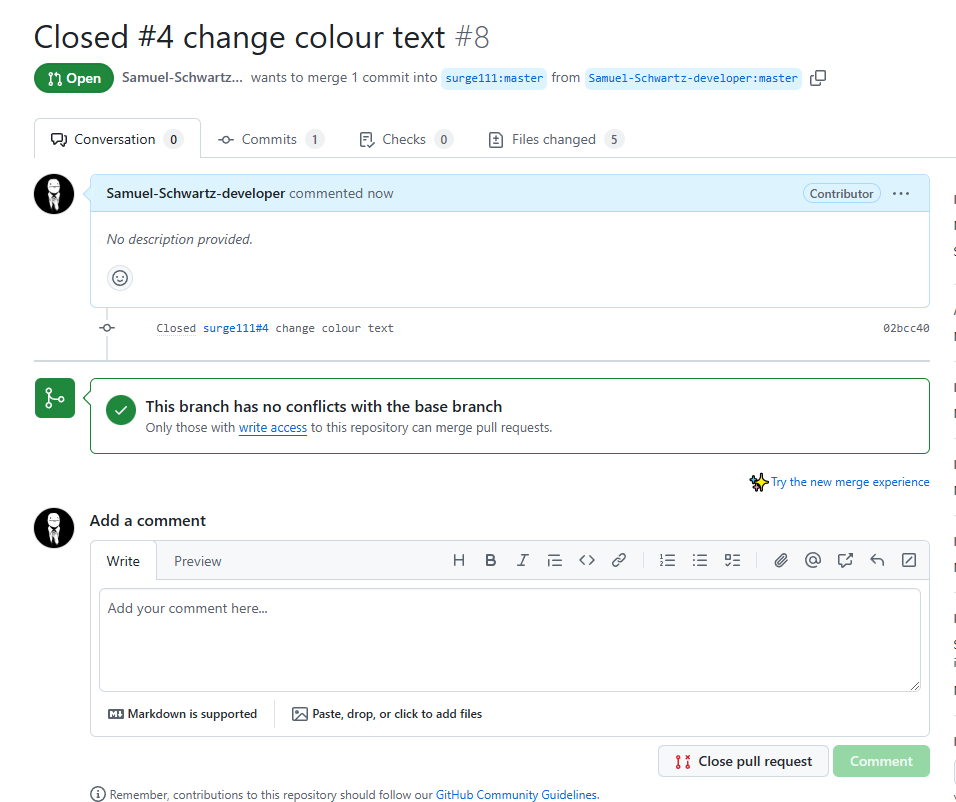 Closed #4 change colour text #8
Open Samuel-Schwartz... wants to merge 1 commit into surge111:master from Samuel-Schwartz-developer:master
Conversation 0 Commits 1 Checks 0 Files changed 5
Samuel-Schwartz-developer commented now Contributor
No description provided.
Closed surge111#4 change colour text 02bcc40
This branch has no conflicts with the base branch
Only those with write access to this repository can merge pull requests.
Try the new merge experience
Add a comment
Write Preview
Add your comment here...
Markdown is supported Paste, drop, or click to add files
Close pull request Comment
Remember, contributions to this repository should follow our GitHub Community Guidelines.